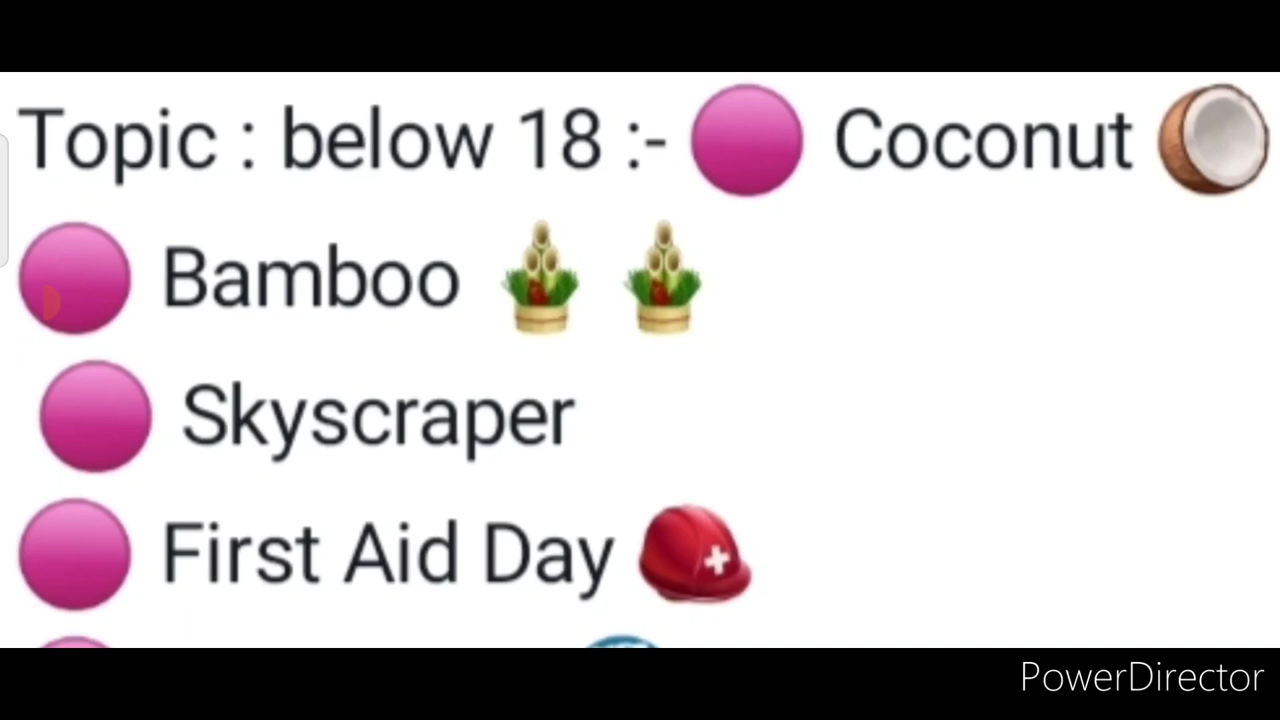 Topic : below 18 :- 🟣 Coconut 🥥
🟣 Bamboo 🎍 🎍
🟣 Skyscraper
🟣 First Aid Day ⛑️
PowerDirector